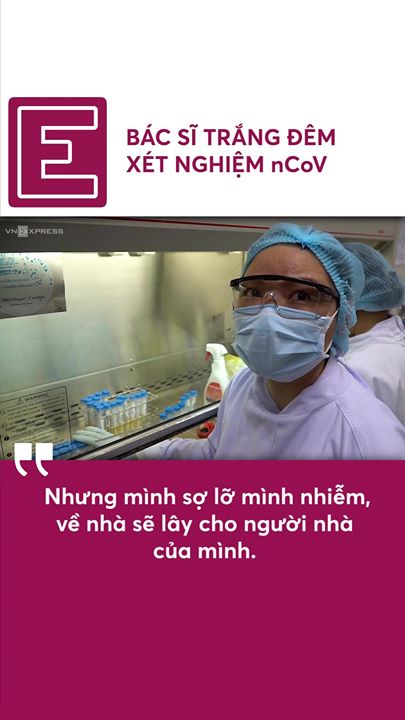 E
BÁC SĨ TRẮNG ĐÊM
XÉT NGHIỆM nCoV
VNEXPRESS
WARNING
"
Nhưng mình sợ lỡ mình nhiễm,
về nhà sẽ lây cho người nhà
của mình.